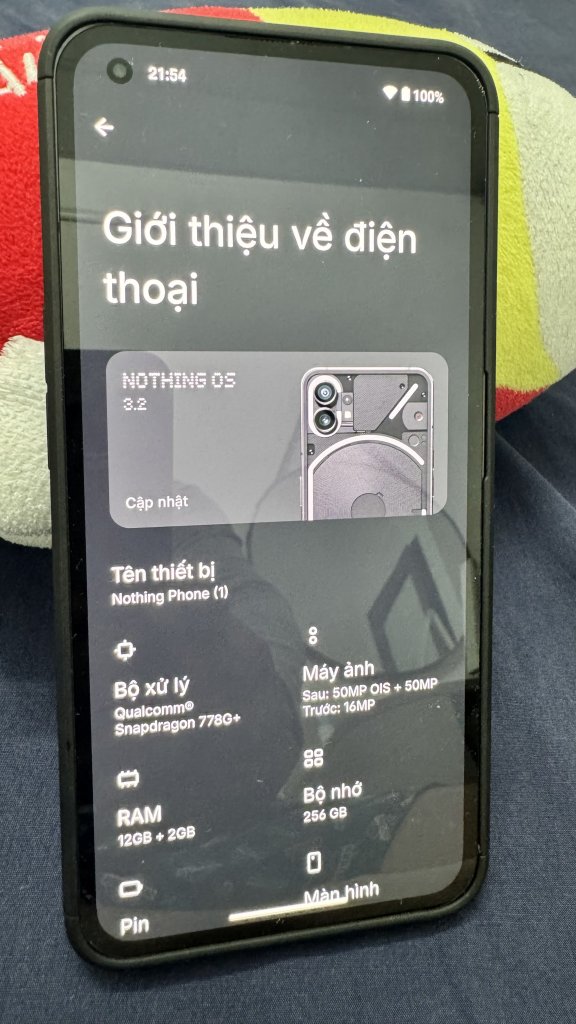 21:54
100%
Giới thiệu về điện
thoại
NOTHING OS
3.2
Cập nhật
Tên thiết bị
Nothing Phone (1)
Bộ xử lý
Qualcomm®
Snapdragon 778G+
Máy ảnh
Sau: 50MP OIS + 50MP
Trước: 16MP
RAM
12GB + 2GB
Bộ nhớ
256 GB
Pin
Màn hình